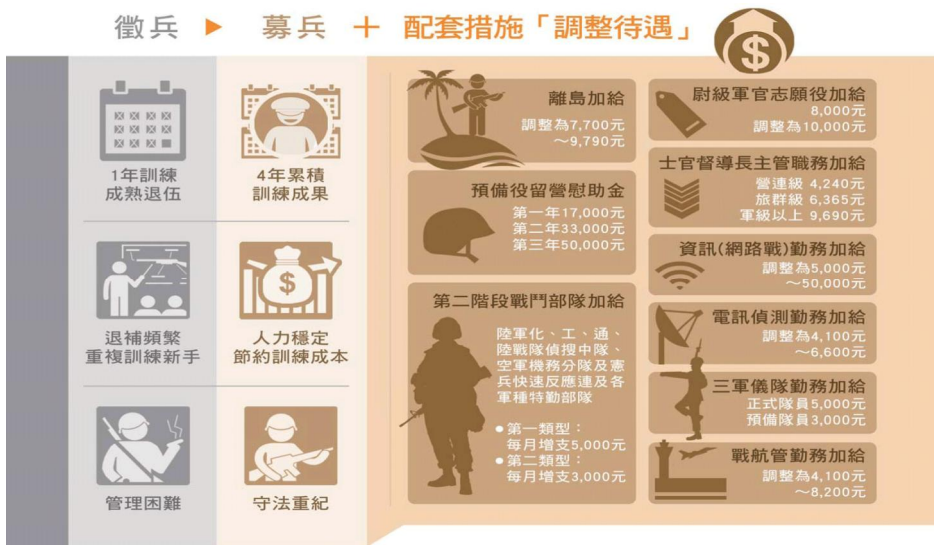 徵兵 ▶ 募兵 + 配套措施「調整待遇」
1年訓練
成熟退伍
4年累積
訓練成果
退補頻繁
重複訓練新手
人力穩定
節約訓練成本
管理困難
守法重紀
離島加給
調整為7,700元
～9,790元
預備役留營慰助金
第一年17,000元
第二年33,000元
第三年50,000元
第二階段戰鬥部隊加給
陸軍化、工、通、
陸戰隊偵搜中隊、
空軍機務分隊及憲
兵快速反應連及各
軍種特勤部隊
●第一類型：
每月增支5,000元
●第二類型：
每月增支3,000元
尉級軍官志願役加給
8,000元
調整為10,000元
士官督導長主管職務加給
營連級 4,240元
旅群級 6,365元
軍級以上 9,690元
資訊(網路戰)勤務加給
調整為5,000元
～50,000元
電訊偵測勤務加給
調整為4,100元
～6,600元
三軍儀隊勤務加給
正式隊員5,000元
預備隊員3,000元
戰航管勤務加給
調整為4,100元
～8,200元